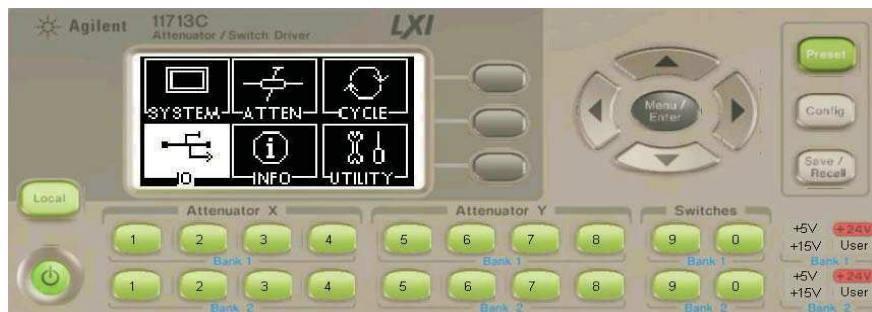 Agilent 11713C
Attenuator / Switch Driver
LXI
SYSTEM ATTEN CYCLE
IO INFO UTILITY
Menu /
Enter
Preset
Config
Save /
Recall
Local
Attenuator X Attenuator Y Switches
1 2 3 4 5 6 7 8 9 0
+5V +24V
+15V User
Bank 1 Bank 1 Bank 1 Bank 1
1 2 3 4 5 6 7 8 9 0
+5V +24V
+15V User
Bank 2 Bank 2 Bank 2 Bank 2